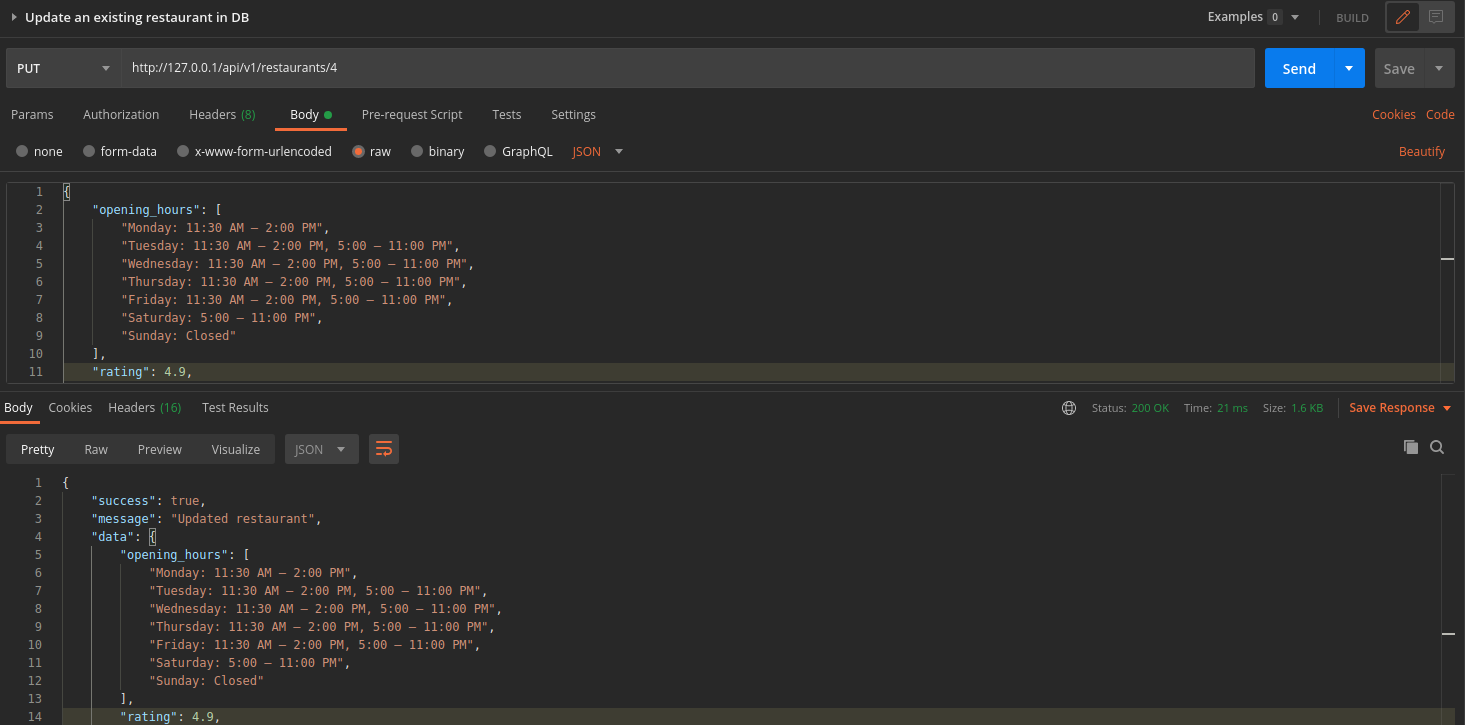 Update an existing restaurant in DB Examples 0 BUILD
PUT http://127.0.0.1/api/v1/restaurants/4 Send Save
Params Authorization Headers (8) Body Pre-request Script Tests Settings Cookies Code
none form-data x-www-form-urlencoded raw binary GraphQL JSON Beautify
1 {
2 "opening_hours": [
3 "Monday: 11:30 AM – 2:00 PM",
4 "Tuesday: 11:30 AM – 2:00 PM, 5:00 – 11:00 PM",
5 "Wednesday: 11:30 AM – 2:00 PM, 5:00 – 11:00 PM",
6 "Thursday: 11:30 AM – 2:00 PM, 5:00 – 11:00 PM",
7 "Friday: 11:30 AM – 2:00 PM, 5:00 – 11:00 PM",
8 "Saturday: 5:00 – 11:00 PM",
9 "Sunday: Closed"
10 ],
11 "rating": 4.9,
Body Cookies Headers (16) Test Results Status: 200 OK Time: 21 ms Size: 1.6 KB Save Response
Pretty Raw Preview Visualize JSON
1 {
2 "success": true,
3 "message": "Updated restaurant",
4 "data": {
5 "opening_hours": [
6 "Monday: 11:30 AM – 2:00 PM",
7 "Tuesday: 11:30 AM – 2:00 PM, 5:00 – 11:00 PM",
8 "Wednesday: 11:30 AM – 2:00 PM, 5:00 – 11:00 PM",
9 "Thursday: 11:30 AM – 2:00 PM, 5:00 – 11:00 PM",
10 "Friday: 11:30 AM – 2:00 PM, 5:00 – 11:00 PM",
11 "Saturday: 5:00 – 11:00 PM",
12 "Sunday: Closed"
13 ],
14 "rating": 4.9,